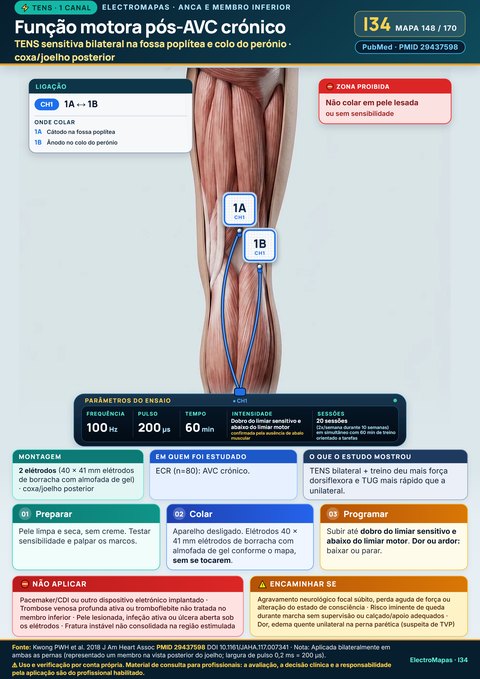 TENS · 1 CANAL
ELECTROMAPAS · ANCA E MEMBRO INFERIOR
Função motora pós-AVC crónico
TENS sensitiva bilateral na fossa poplítea e colo do perónio ·
coxa/joelho posterior
I34 MAPA 148 / 170
PubMed · PMID 29437598
LIGAÇÃO
CH1 1A ↔ 1B
ONDE COLAR
1A Cátodo na fossa poplítea
1B Ânodo no colo do perónio
ZONA PROIBIDA
Não colar em pele lesada
ou sem sensibilidade
1A
CH1
1B
CH1
CH1
PARÂMETROS DO ENSAIO
FREQUÊNCIA
100 Hz
PULSO
200 µs
TEMPO
60 min
INTENSIDADE
Dobro do limiar sensitivo e
abaixo do limiar motor
confirmada pela ausência de abalo
muscular
SESSÕES
20 sessões
(2x/semana durante 10 semanas)
em simultâneo com 60 min de treino
orientado a tarefas
MONTAGEM
2 elétrodos (40 × 41 mm elétrodos
de borracha com almofada de gel)
· coxa/joelho posterior
EM QUEM FOI ESTUDADO
ECR (n=80): AVC crónico.
O QUE O ESTUDO MOSTROU
TENS bilateral + treino deu mais força
dorsiflexora e TUG mais rápido que a
unilateral.
01 Preparar
Pele limpa e seca, sem creme. Testar
sensibilidade e palpar os marcos.
02 Colar
Aparelho desligado. Elétrodos 40 ×
41 mm elétrodos de borracha com
almofada de gel conforme o mapa,
sem se tocarem.
03 Programar
Subir até dobro do limiar sensitivo e
abaixo do limiar motor. Dor ou ardor:
baixar ou parar.
NÃO APLICAR
Pacemaker/CDI ou outro dispositivo eletrónico implantado ·
Trombose venosa profunda ativa ou tromboflebite não tratada no
membro inferior · Pele lesionada, infeção ativa ou úlcera aberta sob
os elétrodos · Fratura instável não consolidada na região estimulada
ENCAMINHAR SE
Agravamento neurológico focal súbito, perda aguda de força ou
alteração do estado de consciência · Risco iminente de queda
durante marcha sem supervisão ou calçado/apoio adequados ·
Dor, edema quente unilateral na perna parética (suspeita de TVP)
Fonte: Kwong PWH et al. 2018 J Am Heart Assoc PMID 29437598 DOI 10.1161/JAHA.117.007341 · Nota: Aplicada bilateralmente em
ambas as pernas (representado um membro na vista posterior do joelho; largura de pulso 0,2 ms = 200 µs).
⚠ Uso e verificação por conta própria. Material de consulta para profissionais: a avaliação, a decisão clínica e a responsabilidade
pela aplicação são do profissional habilitado.
ElectroMapas · I34